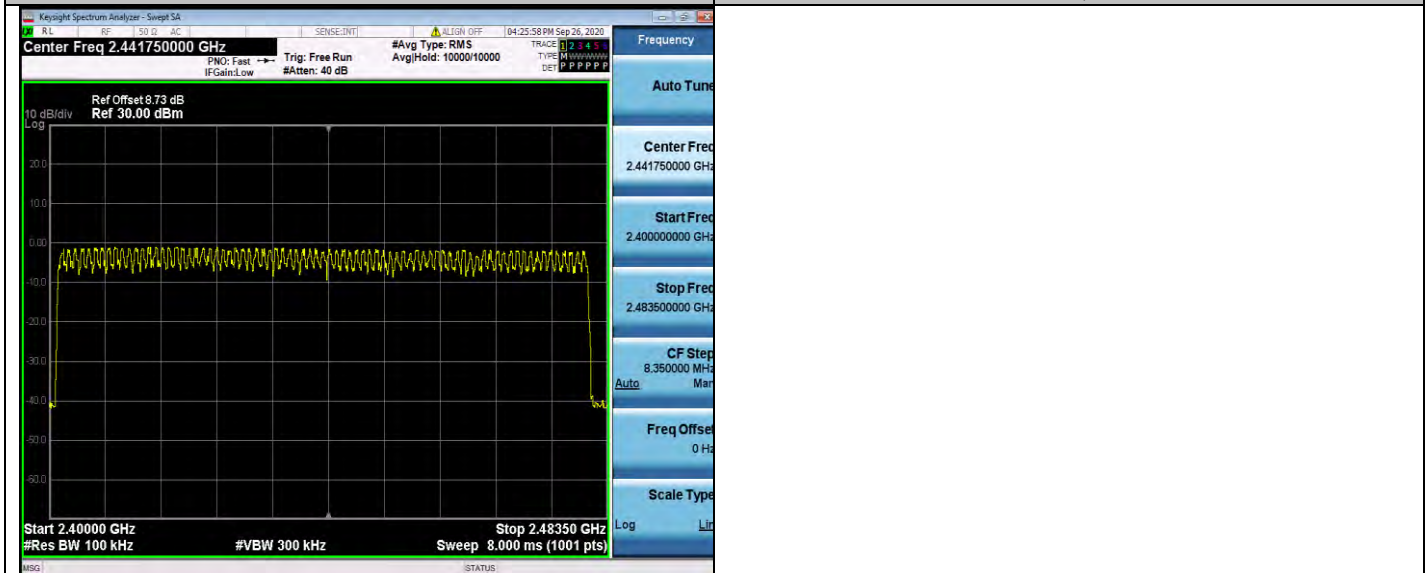 Keysight Spectrum Analyzer - Swept SA
RL RF 50 Ω AC SENSE:INT ALIGN OFF 04:25:58 PM Sep 26, 2020
Center Freq 2.441750000 GHz
PNO: Fast
IFGain:Low
Trig: Free Run
#Atten: 40 dB
#Avg Type: RMS
Avg|Hold: 10000/10000
TRACE 1 2 3 4 5 6
TYPE M WWWWW
DET P P P P P P
Ref Offset 8.73 dB
10 dB/div Ref 30.00 dBm
Log
20.0
10.0
0.00
-10.0
-20.0
-30.0
-40.0
-50.0
-60.0
Start 2.40000 GHz Stop 2.48350 GHz
#Res BW 100 kHz #VBW 300 kHz Sweep 8.000 ms (1001 pts)
MSG STATUS
Frequency
Auto Tune
Center Freq
2.441750000 GHz
Start Freq
2.400000000 GHz
Stop Freq
2.483500000 GHz
CF Step
8.350000 MHz
Auto Man
Freq Offset
0 Hz
Scale Type
Log Lin